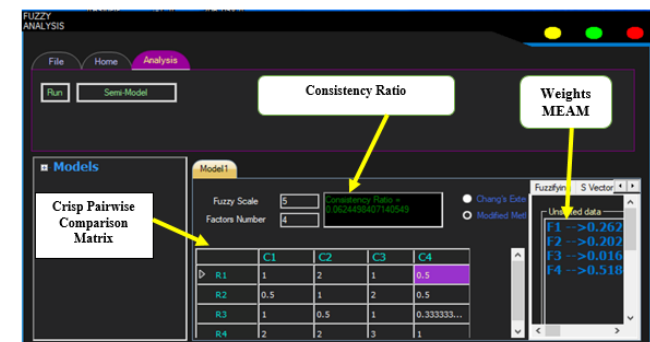 FUZZY
ANALYSIS
File Home Analysis
Run Semi-Model
Consistency Ratio
Weights
MEAM
Models
Model1
Crisp Pairwise
Comparison
Matrix
Fuzzy Scale 5
Factors Number 4
Consistency Ratio =
0.0624498407140549
Chang's Exte
Modified Metl
Fuzzifying S Vector
data
F1 -->0.262
F2 -->0.202
F3 -->0.016
F4 -->0.518
C1 C2 C3 C4
R1 1 2 1 0.5
R2 0.5 1 2 0.5
R3 1 0.5 1 0.333333...
R4 2 2 3 1